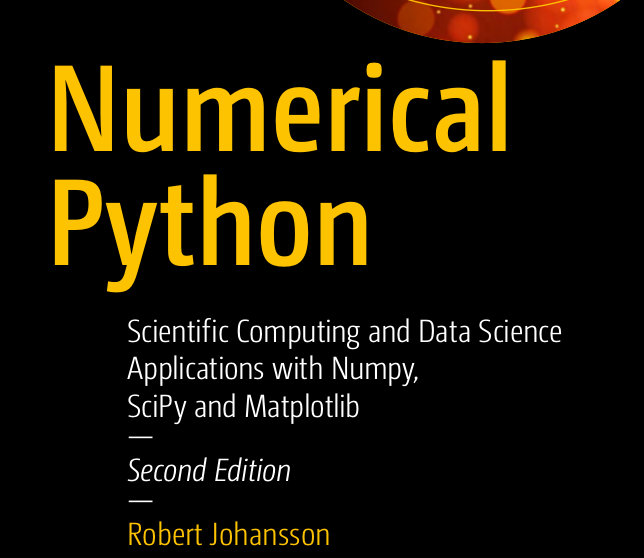 Numerical
Python
Scientific Computing and Data Science
Applications with Numpy,
SciPy and Matplotlib
—
Second Edition
—
Robert Johansson